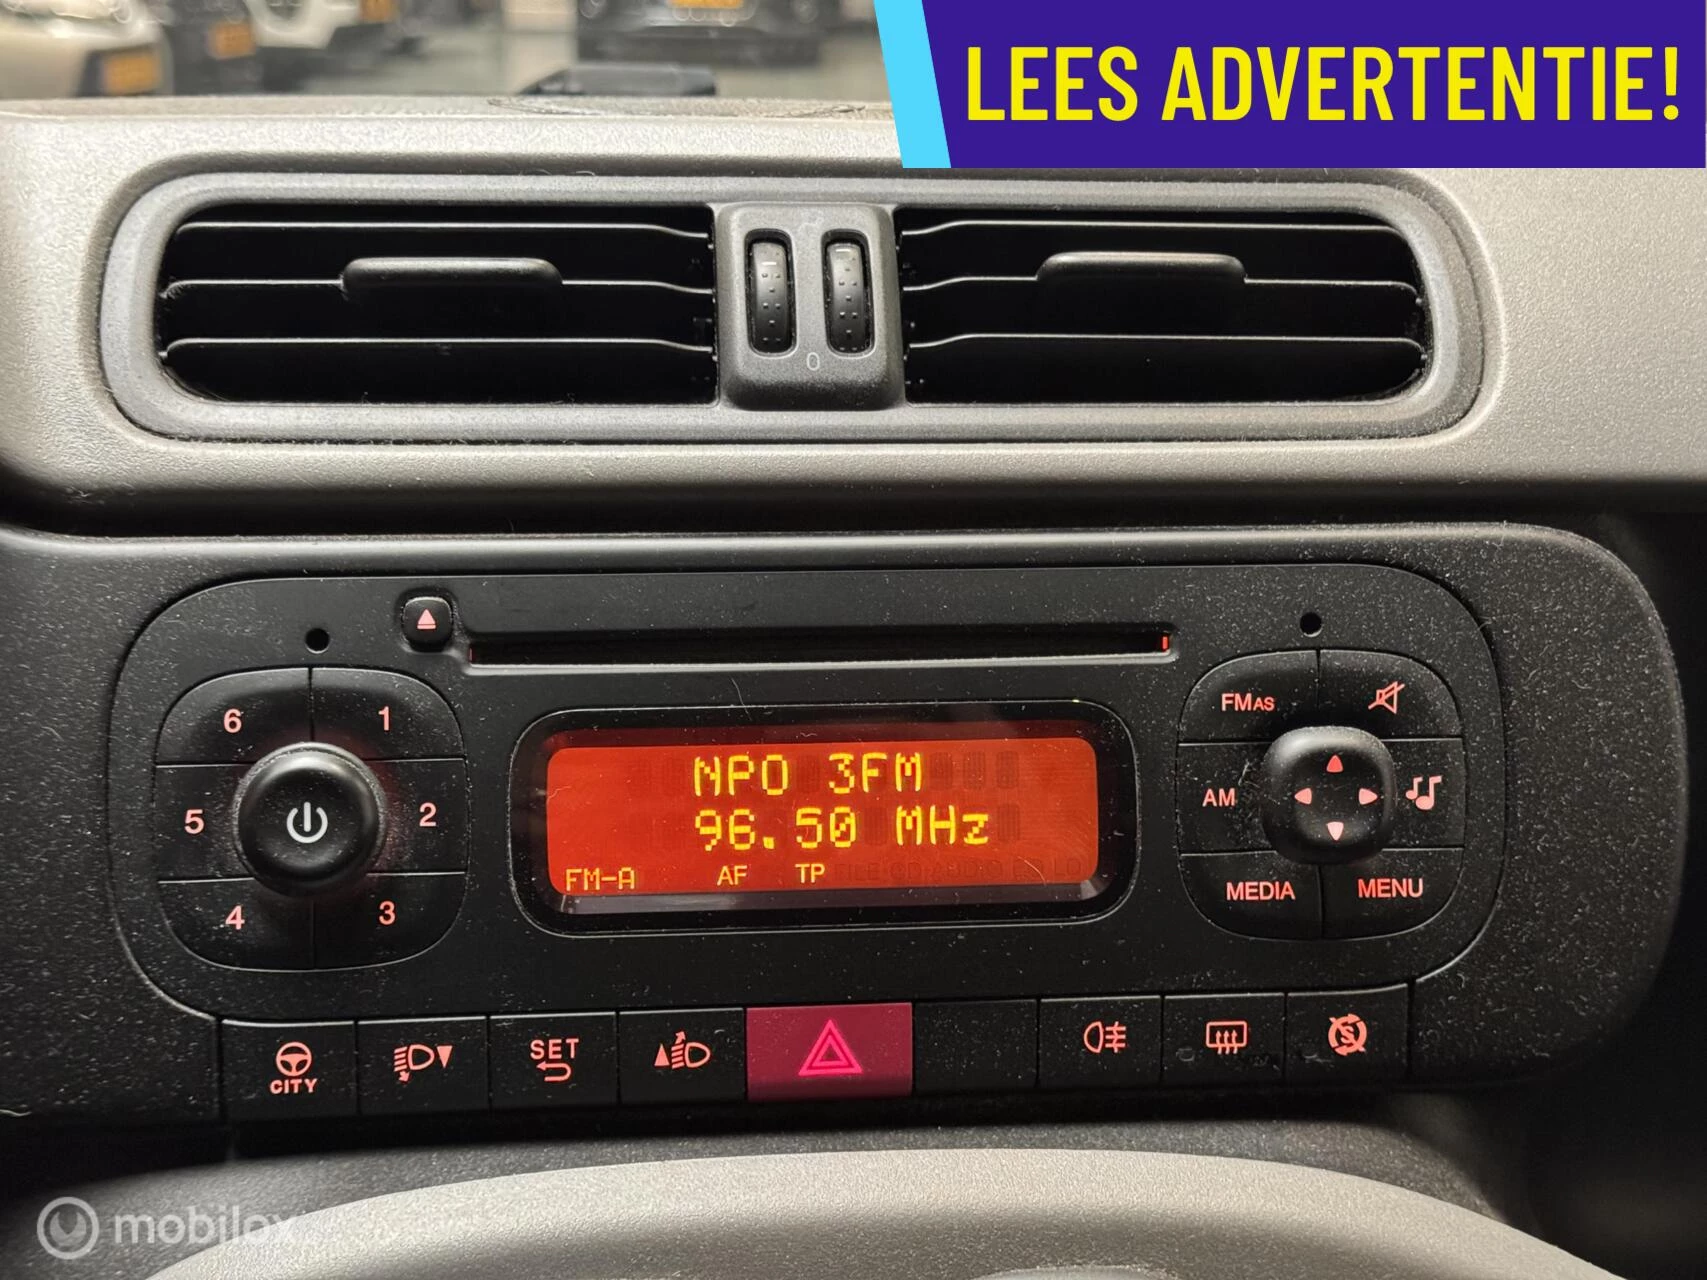 LEES ADVERTENTIE!
0
6
1
5
2
4
3
NPO 3FM
96.50 MHz
FM-A AF TP
FMAS
AM
MEDIA
MENU
CITY
SET
S
mobilox